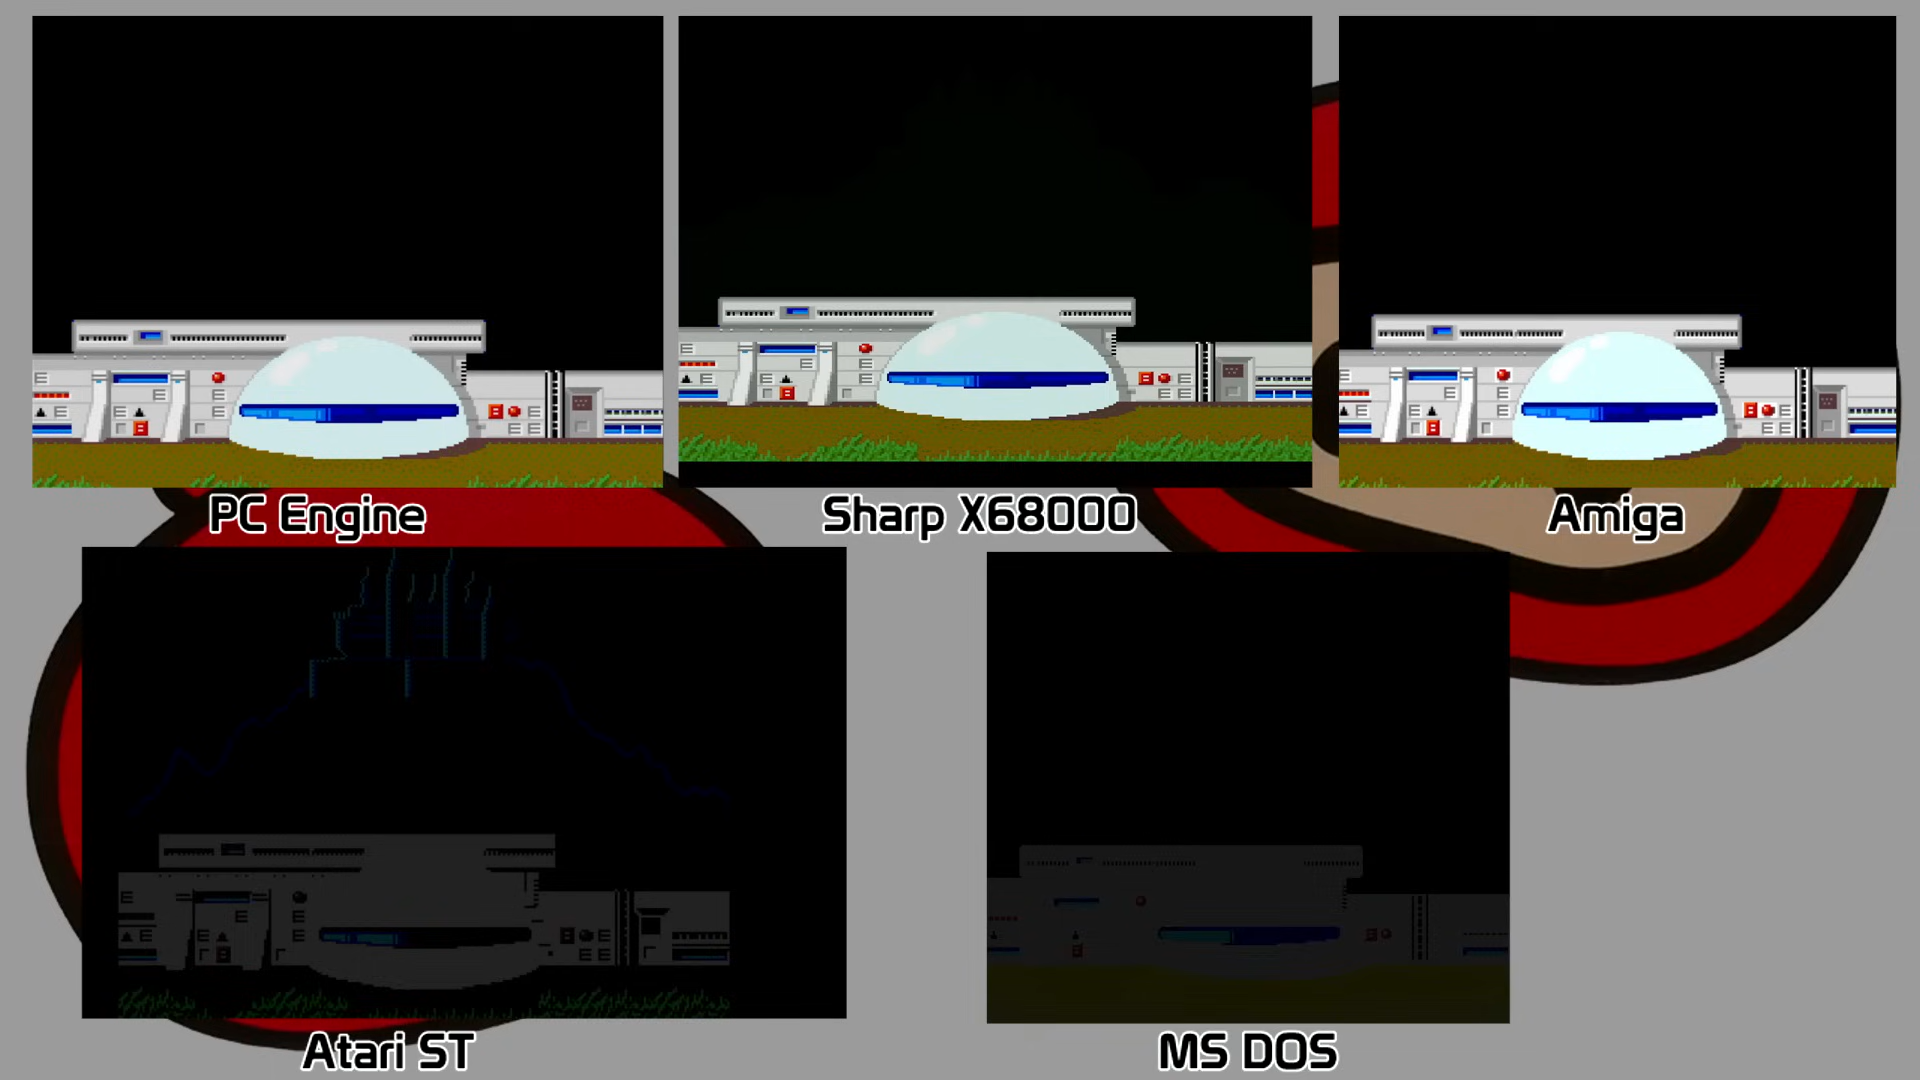 PC Engine
Sharp X68000
Amiga
Atari ST
MS DOS